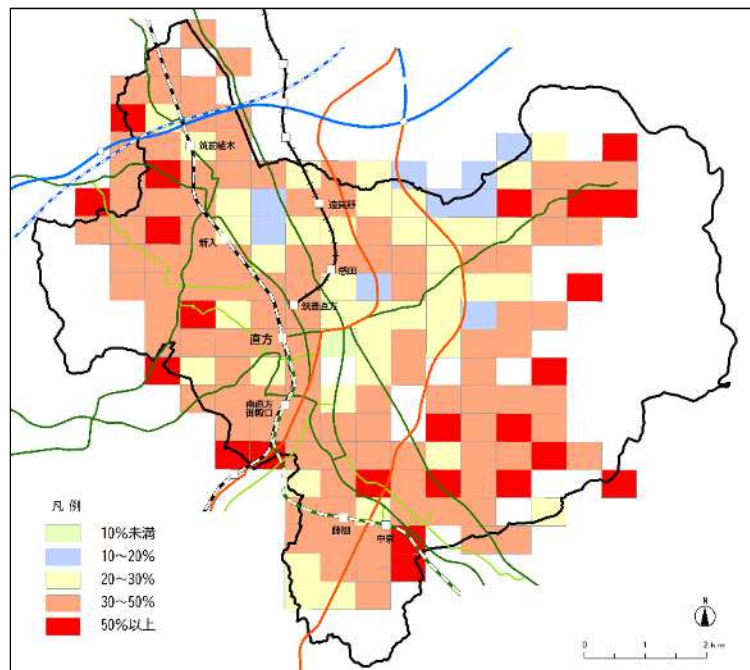 筑前植木
遠賀野
新入
感田
筑豊直方
直方
南直方
御殿口
藤棚
中泉
凡 例
10%未満
10～20%
20～30%
30～50%
50%以上
N
0 1 2 km